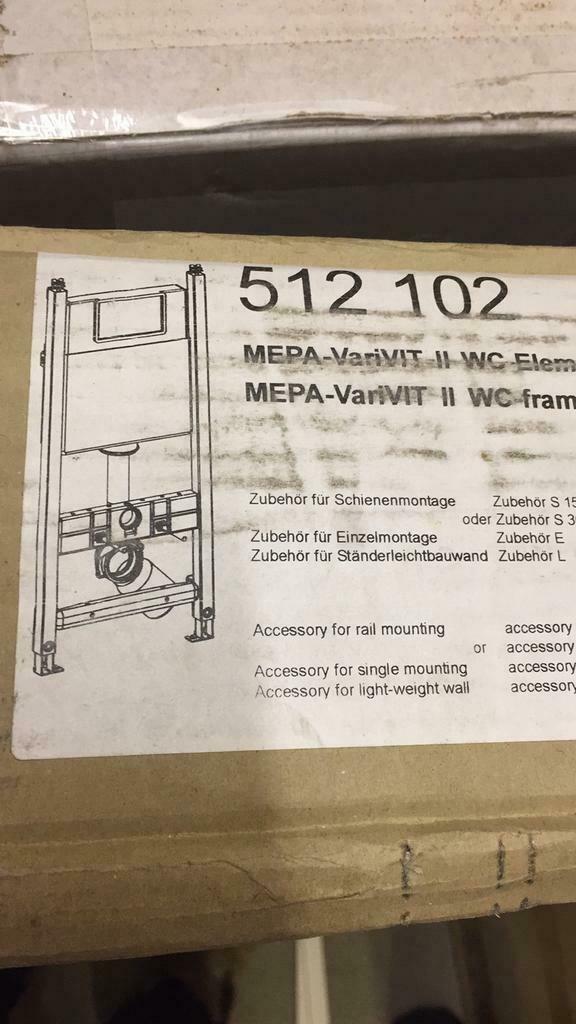 512 102
MEPA-VariVIT II WC Elem
MEPA-VariVIT II WC fram
Zubehör für Schienenmontage Zubehör S 15
oder Zubehör S 3
Zubehör für Einzelmontage Zubehör E
Zubehör für Ständerleichtbauwand Zubehör L
Accessory for rail mounting accessory
or accessory
Accessory for single mounting accessory
Accessory for light-weight wall accessory